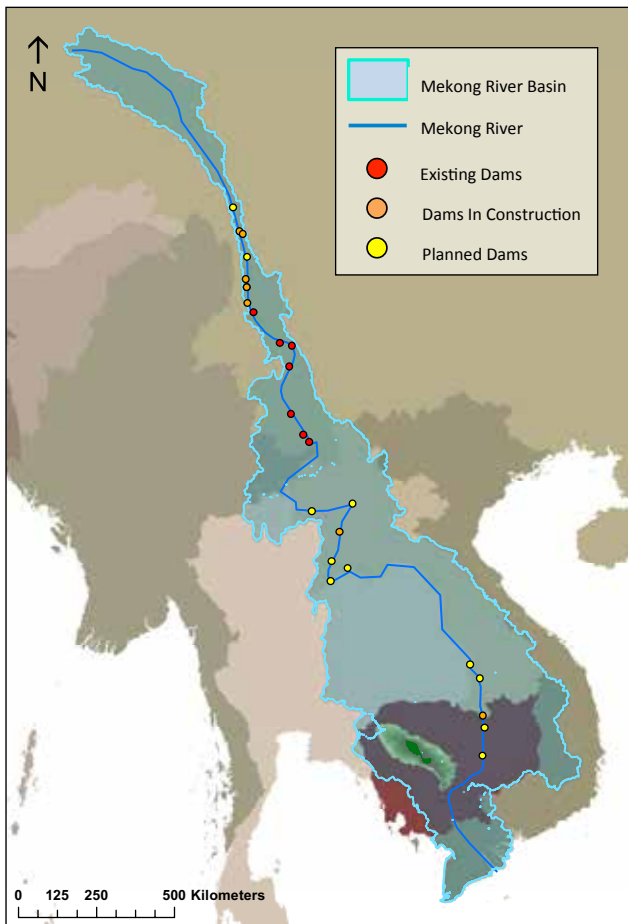 N
Mekong River Basin
Mekong River
Existing Dams
Dams In Construction
Planned Dams
0 125 250 500 Kilometers